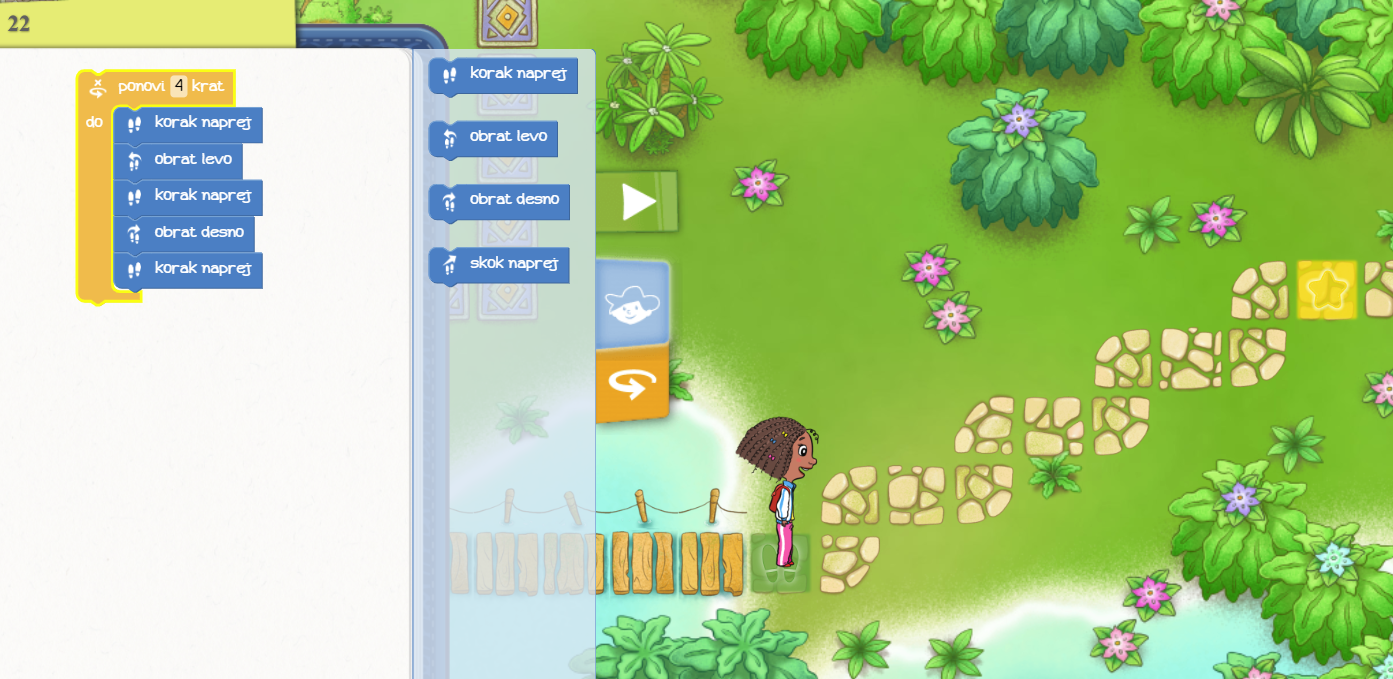 22
ponovi 4 krat
do
korak naprej
obrat levo
korak naprej
obrat desno
korak naprej
korak naprej
obrat levo
obrat desno
skok naprej